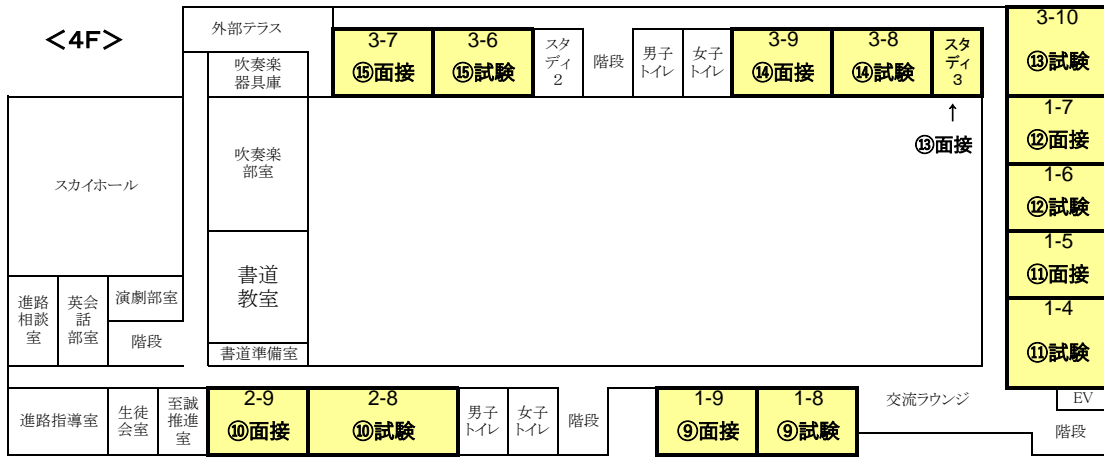 <4F>
外部テラス
吹奏楽
器具庫
3-7
⑮面接
3-6
⑮試験
スタ
ディ
2
階段
男子
トイレ
女子
トイレ
3-9
⑭面接
3-8
⑭試験
スタ
ディ
3
↑
⑬面接
3-10
⑬試験
1-7
⑫面接
1-6
⑫試験
1-5
⑪面接
1-4
⑪試験
スカイホール
吹奏楽
部室
書道
教室
書道準備室
進路
相談
室
英会
話
部室
演劇部室
階段
進路指導室
生徒
会室
至誠
推進
室
2-9
⑩面接
2-8
⑩試験
男子
トイレ
女子
トイレ
階段
1-9
⑨面接
1-8
⑨試験
交流ラウンジ
EV
階段